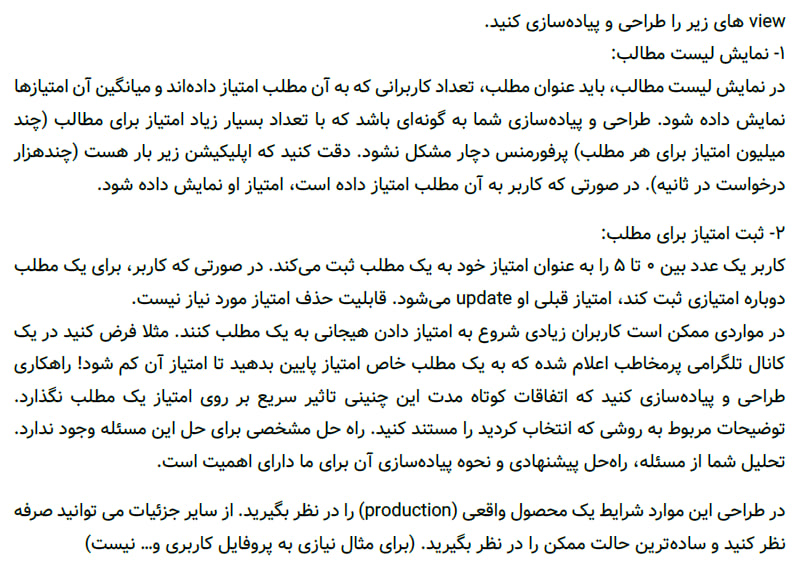 view های زیر را طراحی و پیاده‌سازی کنید.
۱- نمایش لیست مطالب:
در نمایش لیست مطالب، باید عنوان مطلب، تعداد کاربرانی که به آن مطلب امتیاز داده‌اند و میانگین آن امتیازها
نمایش داده شود. طراحی و پیاده‌سازی شما به گونه‌ای باشد که با تعداد بسیار زیاد امتیاز برای مطالب (چند
میلیون امتیاز برای هر مطلب) پرفورمنس دچار مشکل نشود. دقت کنید که اپلیکیشن زیر بار هست (چندهزار
درخواست در ثانیه). در صورتی که کاربر به آن مطلب امتیاز داده است، امتیاز او نمایش داده شود.
۲- ثبت امتیاز برای مطلب:
کاربر یک عدد بین ۰ تا ۵ را به عنوان امتیاز خود به یک مطلب ثبت می‌کند. در صورتی که کاربر، برای یک مطلب
دوباره امتیازی ثبت کند، امتیاز قبلی او update می‌شود. قابلیت حذف امتیاز مورد نیاز نیست.
در مواردی ممکن است کاربران زیادی شروع به امتیاز دادن هیجانی به یک مطلب کنند. مثلا فرض کنید در یک
کانال تلگرامی پرمخاطب اعلام شده که به یک مطلب خاص امتیاز پایین بدهید تا امتیاز آن کم شود! راهکاری
طراحی و پیاده‌سازی کنید که اتفاقات کوتاه مدت این چنینی تاثیر سریع بر روی امتیاز یک مطلب نگذارد.
توضیحات مربوط به روشی که انتخاب کردید را مستند کنید. راه حل مشخصی برای حل این مسئله وجود ندارد.
تحلیل شما از مسئله، راه‌حل پیشنهادی و نحوه پیاده‌سازی آن برای ما دارای اهمیت است.
در طراحی این موارد شرایط یک محصول واقعی (production) را در نظر بگیرید. از سایر جزئیات می توانید صرفه
نظر کنید و ساده‌ترین حالت ممکن را در نظر بگیرید. (برای مثال نیازی به پروفایل کاربری و... نیست)